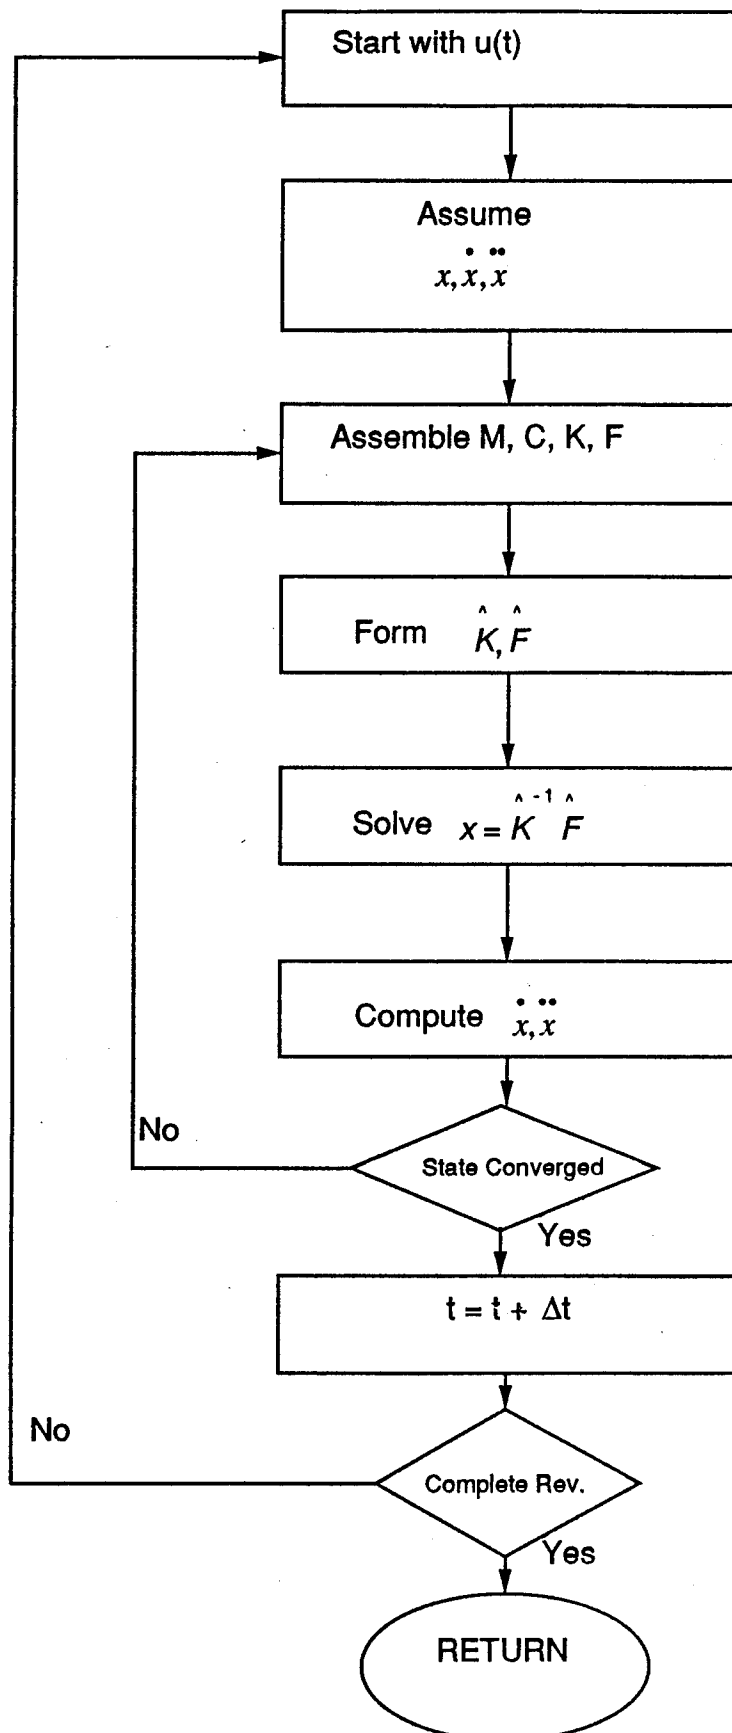 Start with u(t)
Assume
x, ẋ, ẍ
Assemble M, C, K, F
Form K̂, F̂
Solve x = K̂⁻¹ F̂
Compute ẋ, ẍ
No
State Converged
Yes
t = t + Δt
No
Complete Rev.
Yes
RETURN